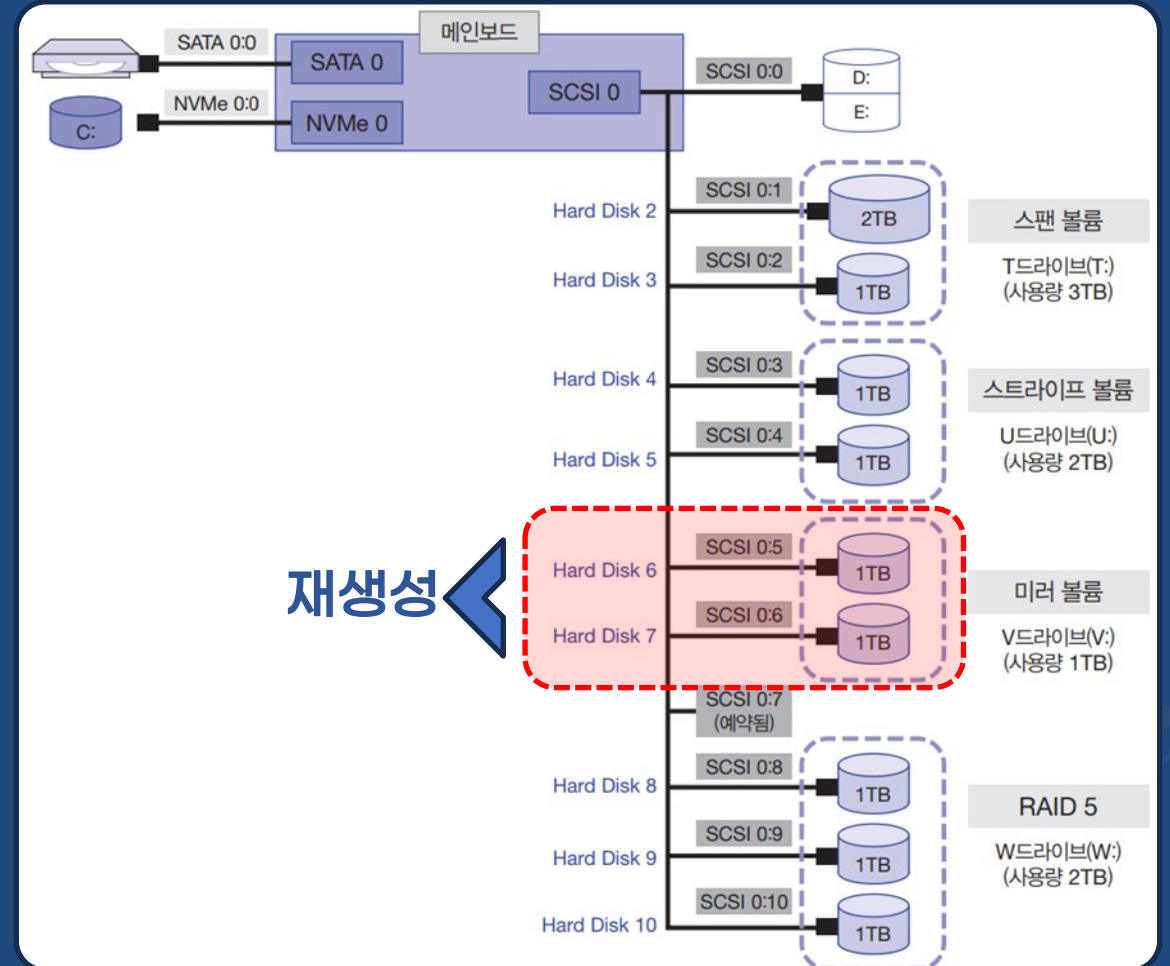 메인보드
SATA 0:0
SATA 0
NVMe 0:0
NVMe 0
C:
SCSI 0
SCSI 0:0
D:
E:
Hard Disk 2
SCSI 0:1
2TB
Hard Disk 3
SCSI 0:2
1TB
스팬 볼륨
T드라이브(T:)
(사용량 3TB)
Hard Disk 4
SCSI 0:3
1TB
Hard Disk 5
SCSI 0:4
1TB
스트라이프 볼륨
U드라이브(U:)
(사용량 2TB)
재생성
Hard Disk 6
SCSI 0:5
1TB
Hard Disk 7
SCSI 0:6
1TB
미러 볼륨
V드라이브(V:)
(사용량 1TB)
SCSI 0:7
(예약됨)
Hard Disk 8
SCSI 0:8
1TB
Hard Disk 9
SCSI 0:9
1TB
Hard Disk 10
SCSI 0:10
1TB
RAID 5
W드라이브(W:)
(사용량 2TB)